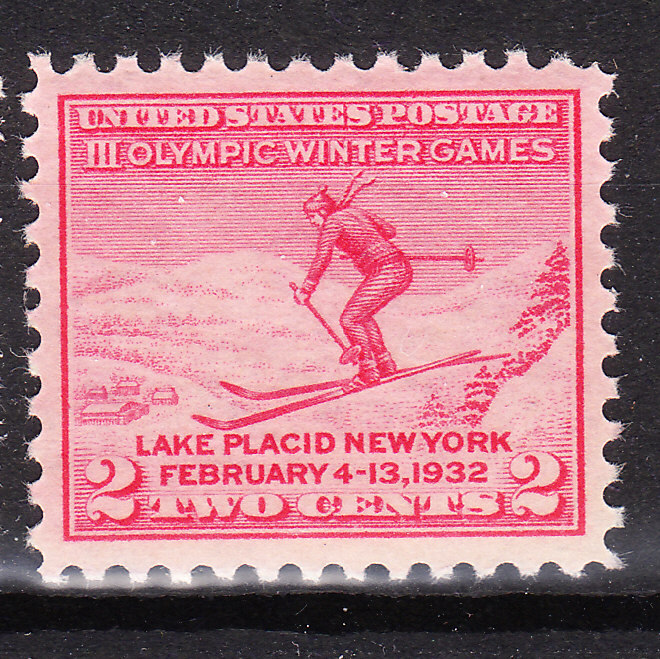 UNITED STATES POSTAGE
III OLYMPIC WINTER GAMES
LAKE PLACID NEW YORK
FEBRUARY 4-13, 1932
2 TWO CENTS 2